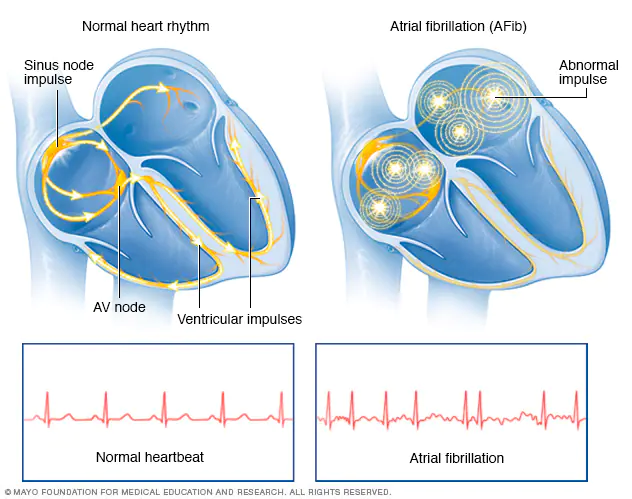 Normal heart rhythm
Atrial fibrillation (AFib)
Sinus node
impulse
Abnormal
impulse
AV node
Ventricular impulses
Normal heartbeat
Atrial fibrillation
© MAYO FOUNDATION FOR MEDICAL EDUCATION AND RESEARCH. ALL RIGHTS RESERVED.